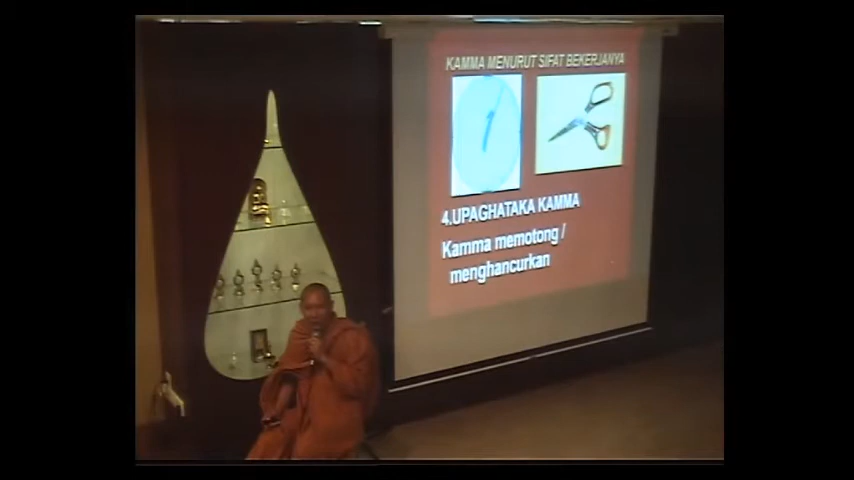 KAMMA MENURUT SIFAT BEKERJANYA
4.UPAGHATAKA KAMMA
Kamma memotong /
menghancurkan